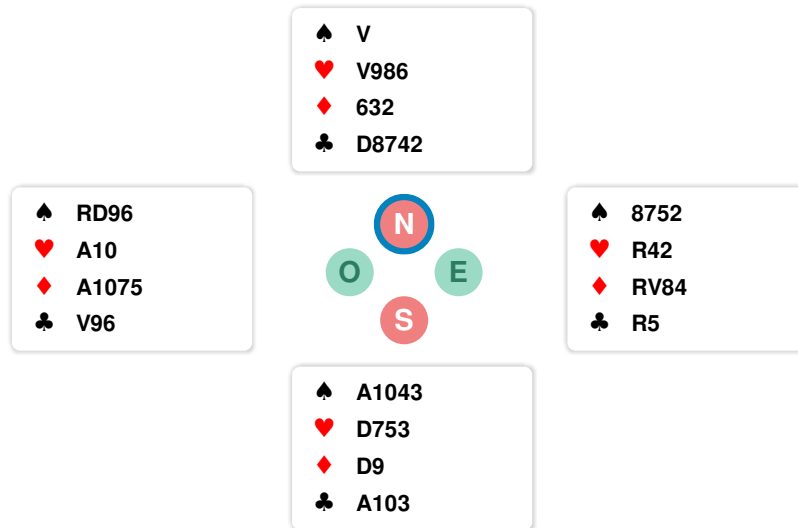 ♠ V
♥ V986
♦ 632
♣ D8742
♠ RD96
♥ A10
♦ A1075
♣ V96
N
O E
S
♠ 8752
♥ R42
♦ RV84
♣ R5
♠ A1043
♥ D753
♦ D9
♣ A103